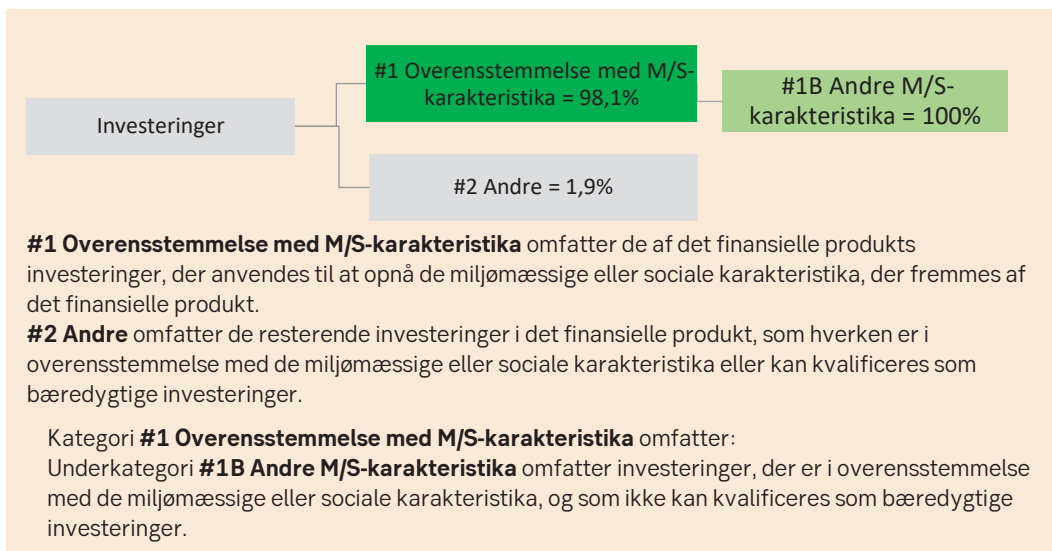 #1 Overensstemmelse med M/S-
karakteristika = 98,1%
#1B Andre M/S-
karakteristika = 100%
Investeringer
#2 Andre = 1,9%
#1 Overensstemmelse med M/S-karakteristika omfatter de af det finansielle produkts
investeringer, der anvendes til at opnå de miljømæssige eller sociale karakteristika, der fremmes af
det finansielle produkt.
#2 Andre omfatter de resterende investeringer i det finansielle produkt, som hverken er i
overensstemmelse med de miljømæssige eller sociale karakteristika eller kan kvalificeres som
bæredygtige investeringer.
Kategori #1 Overensstemmelse med M/S-karakteristika omfatter:
Underkategori #1B Andre M/S-karakteristika omfatter investeringer, der er i overensstemmelse
med de miljømæssige eller sociale karakteristika, og som ikke kan kvalificeres som bæredygtige
investeringer.